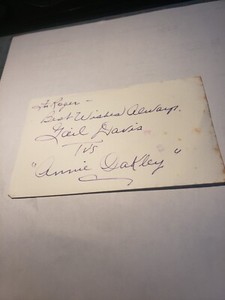 To Roger –
Best Wishes Always,
Gail Davis
TV's
"Annie Oakley"